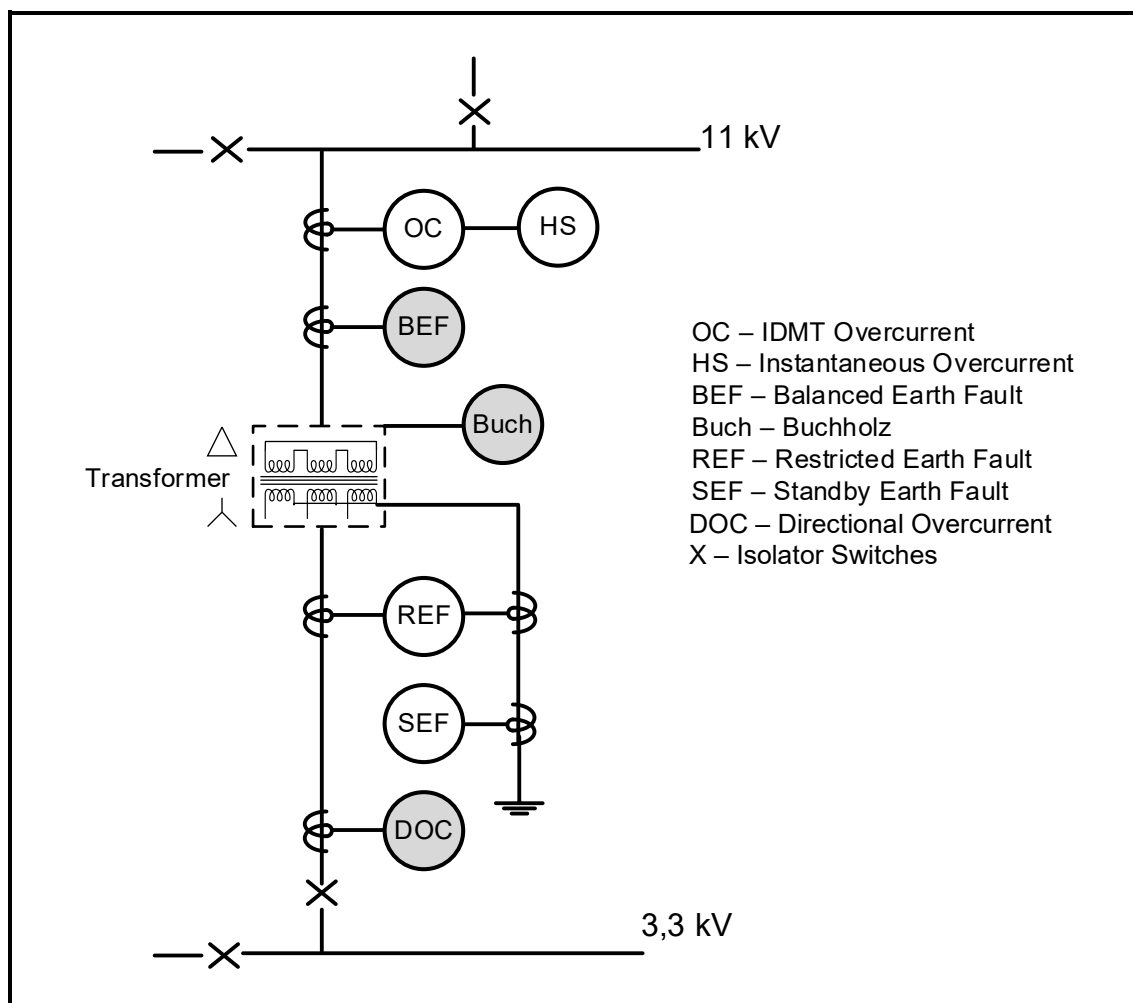 11 kV
OC
HS
BEF
Buch
Transformer
REF
SEF
DOC
3,3 kV
OC – IDMT Overcurrent
HS – Instantaneous Overcurrent
BEF – Balanced Earth Fault
Buch – Buchholz
REF – Restricted Earth Fault
SEF – Standby Earth Fault
DOC – Directional Overcurrent
X – Isolator Switches